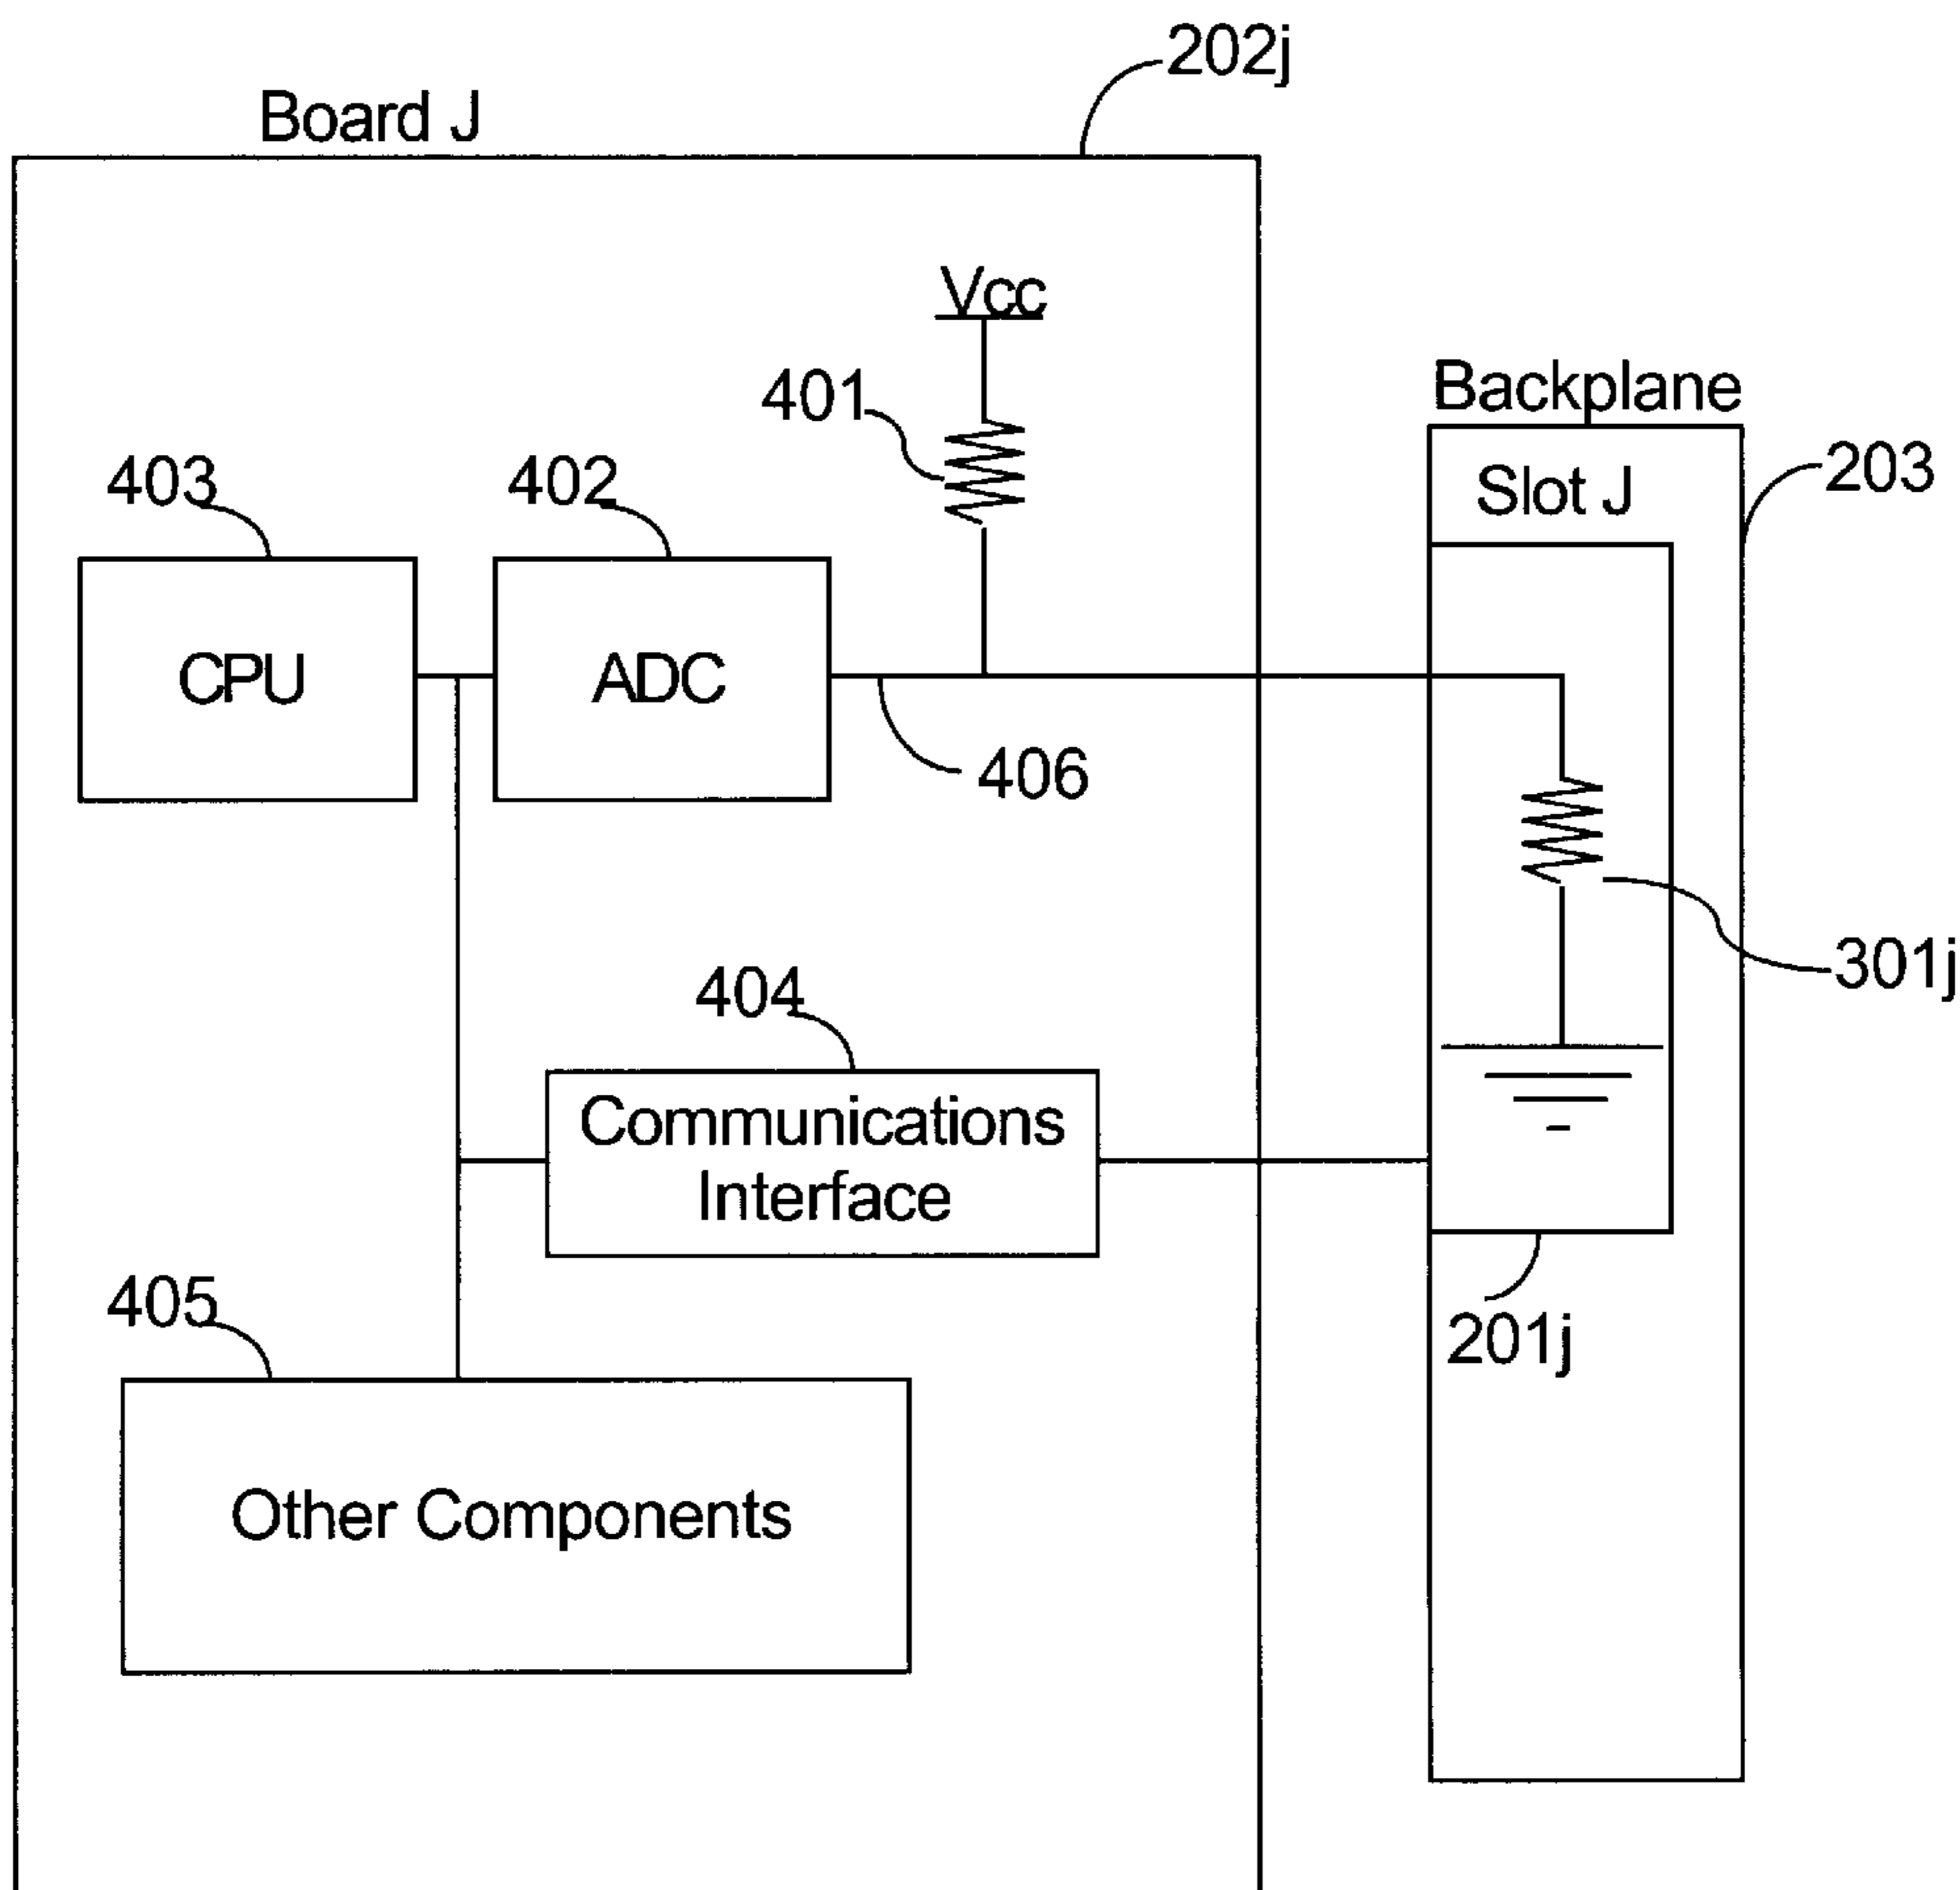 202j
Board J
Vcc
Backplane
401
Slot J
203
403
402
CPU
ADC
406
301j
404
Communications
Interface
405
201j
Other Components